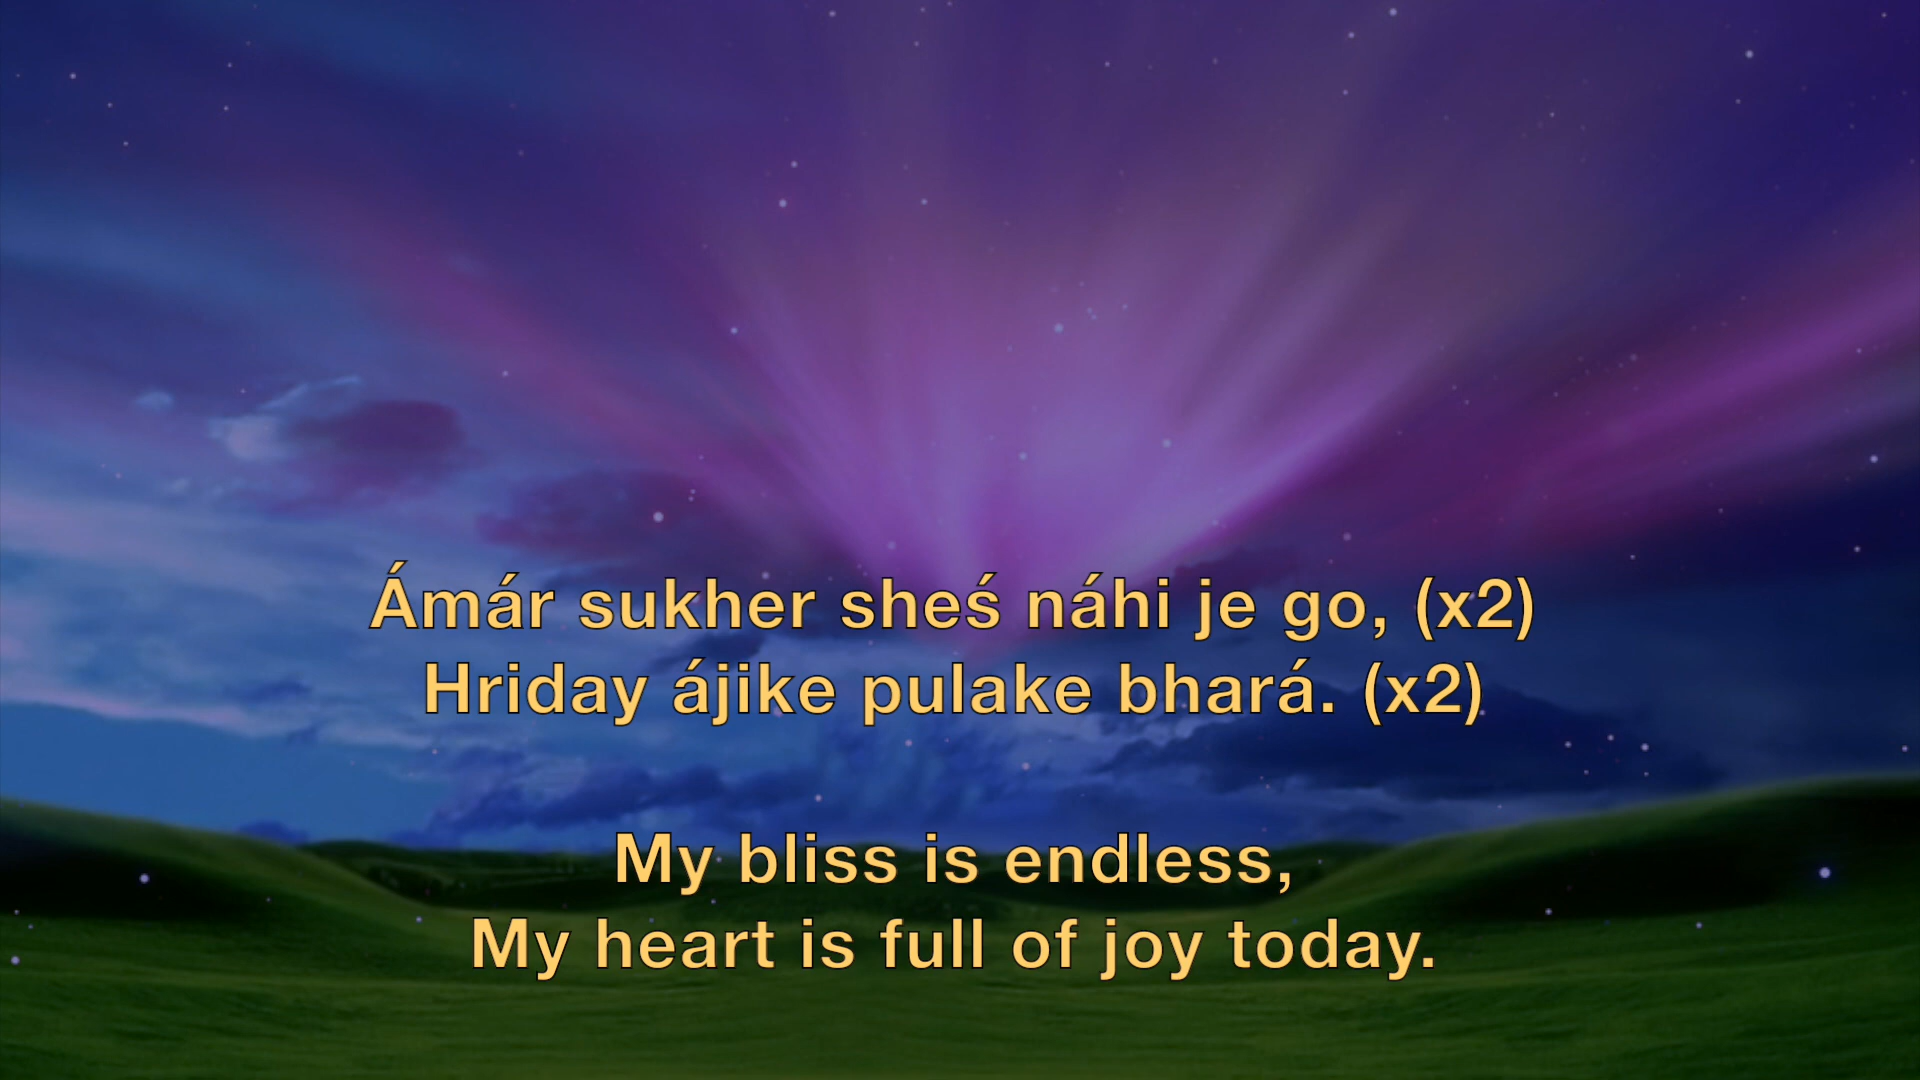 Ámár sukher sheś náhi je go, (x2)
Hriday ájike pulake bhará. (x2)
My bliss is endless,
My heart is full of joy today.